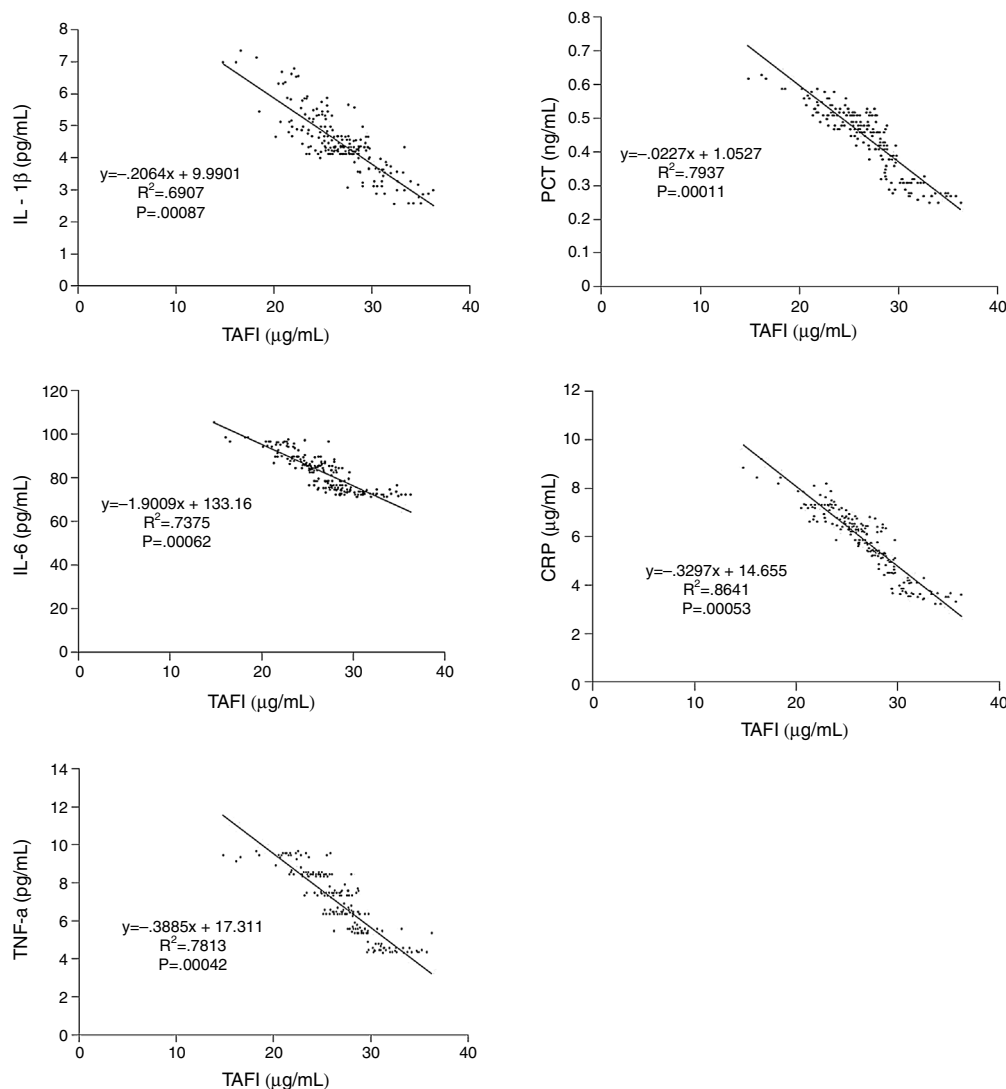 8
7
6
5
4
3
2
1
0
IL - 1β (pg/mL)
y=–.2064x + 9.9901
R²=.6907
P=.00087
0 10 20 30 40
TAFI (μg/mL)
0.8
0.7
0.6
0.5
0.4
0.3
0.2
0.1
0
PCT (ng/mL)
y=–.0227x + 1.0527
R²=.7937
P=.00011
0 10 20 30 40
TAFI (μg/mL)
120
100
80
60
40
20
0
IL-6 (pg/mL)
y=–1.9009x + 133.16
R²=.7375
P=.00062
0 10 20 30 40
TAFI (μg/mL)
12
10
8
6
4
2
0
CRP (μg/mL)
y=–.3297x + 14.655
R²=.8641
P=.00053
0 10 20 30 40
TAFI (μg/mL)
14
12
10
8
6
4
2
0
TNF-a (pg/mL)
y=–.3885x + 17.311
R²=.7813
P=.00042
0 10 20 30 40
TAFI (μg/mL)